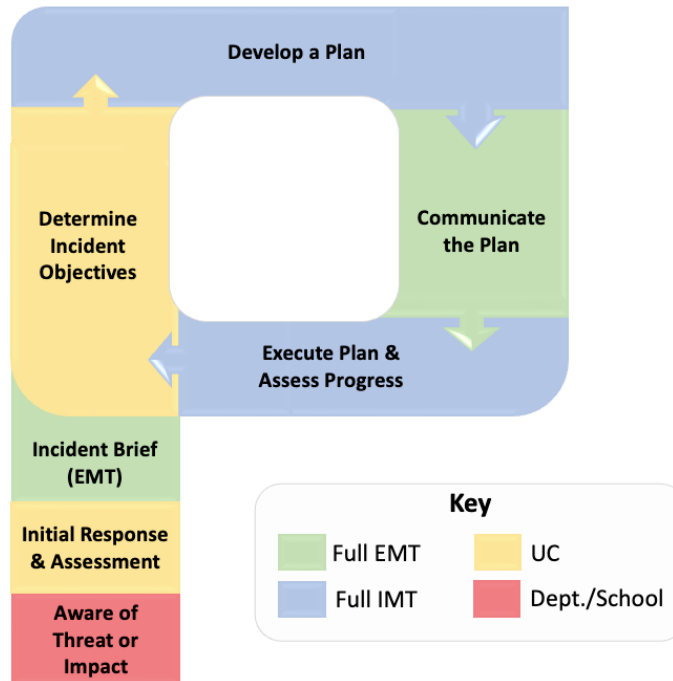 Develop a Plan
Determine
Incident
Objectives
Communicate
the Plan
Execute Plan &
Assess Progress
Incident Brief
(EMT)
Initial Response
& Assessment
Aware of
Threat or
Impact
Key
Full EMT
UC
Full IMT
Dept./School